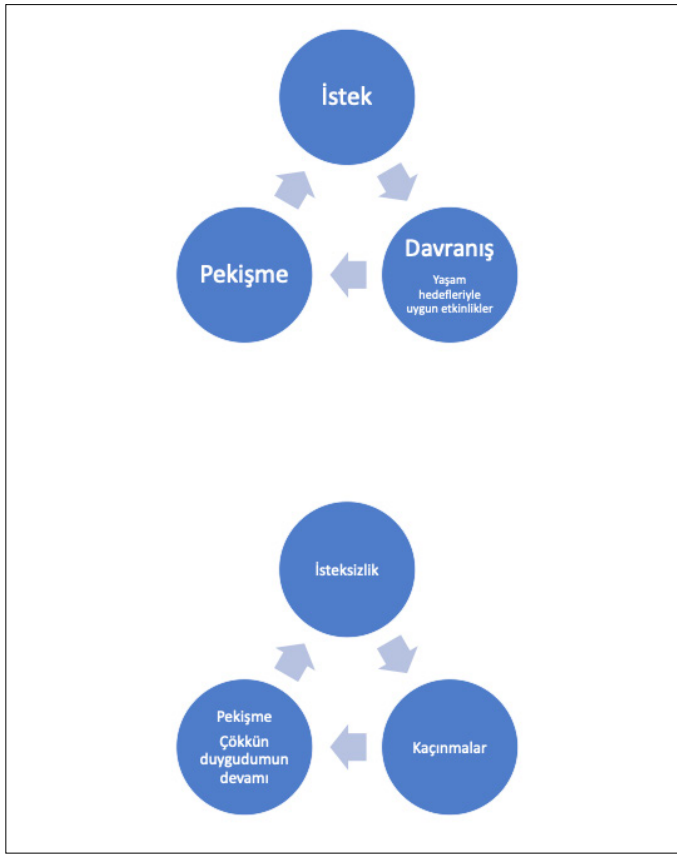 İstek
Davranış
Yaşam
hedefleriyle
uygun etkinlikler
Pekişme
İsteksizlik
Kaçınmalar
Pekişme
Çökkün
duygudumun
devamı